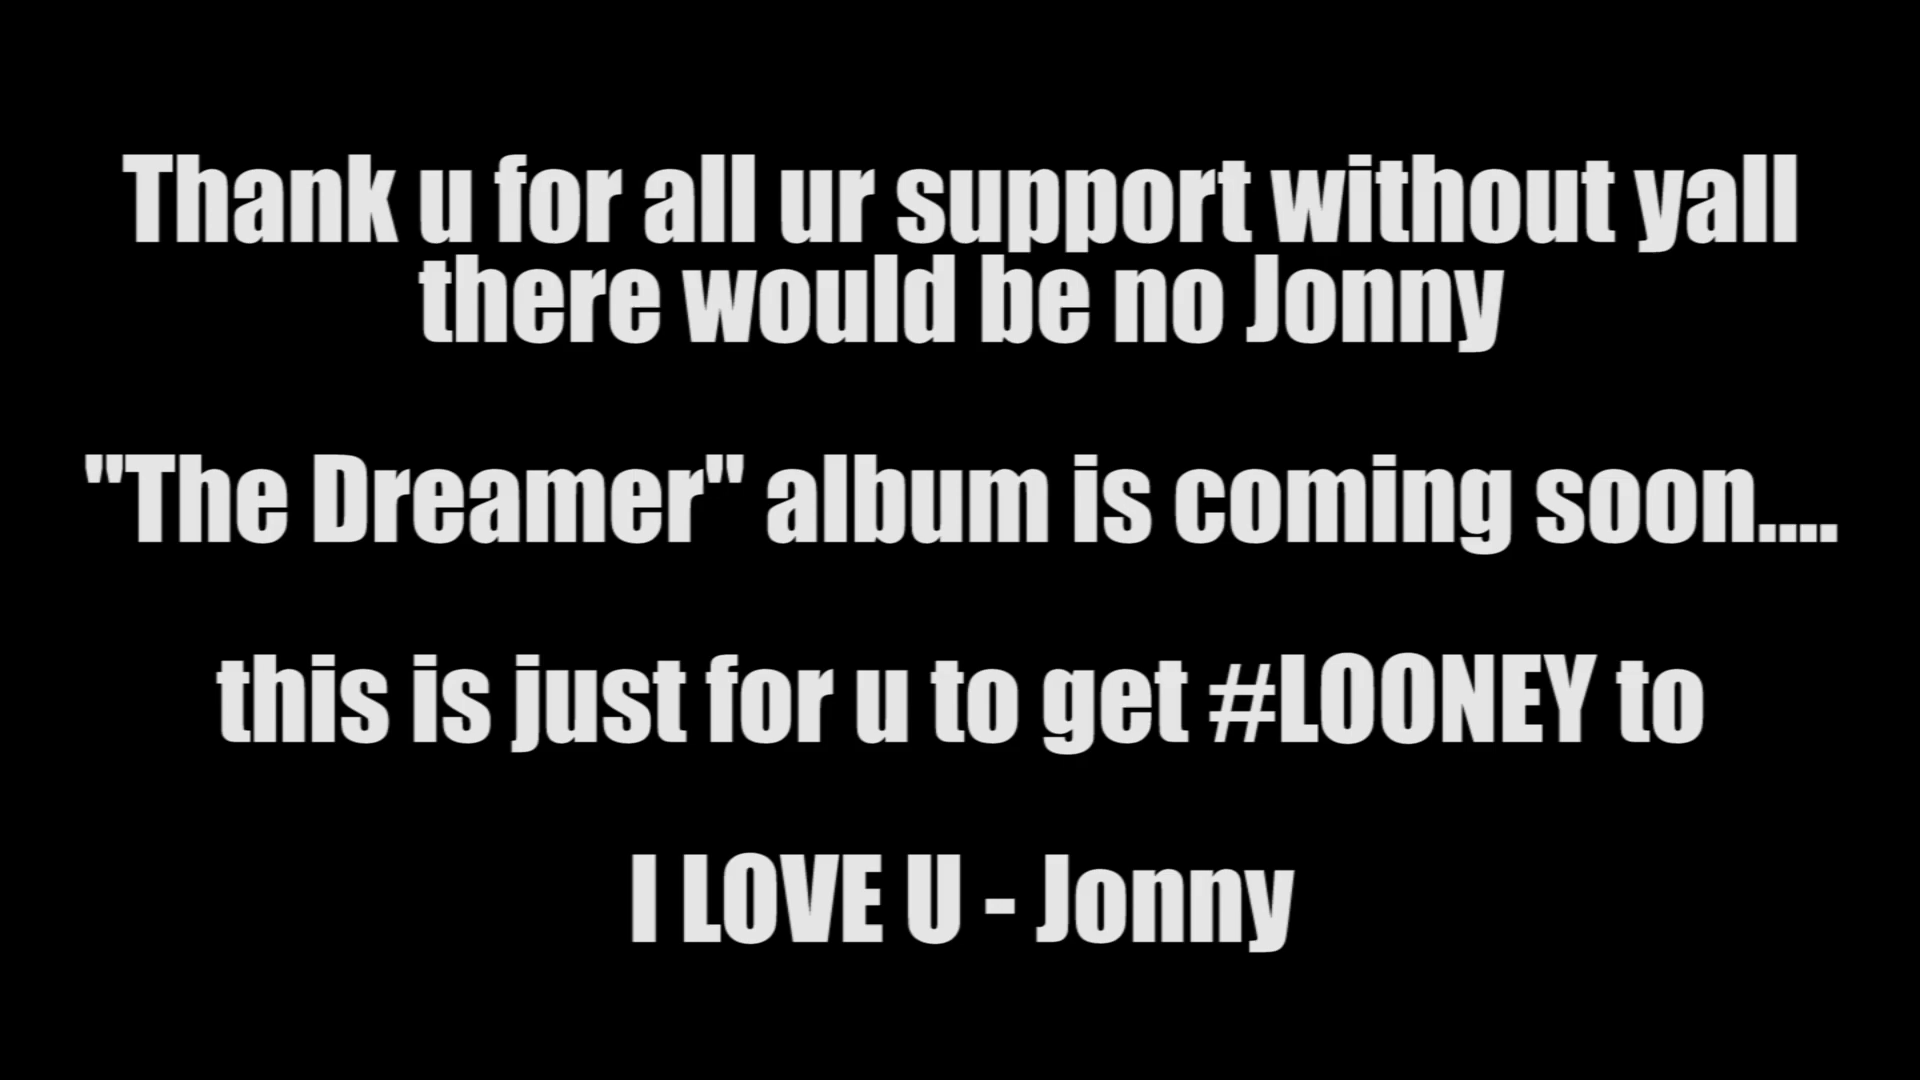 Thank u for all ur support without yall
there would be no Jonny
"The Dreamer" album is coming soon....
this is just for u to get #LOONEY to
I LOVE U - Jonny